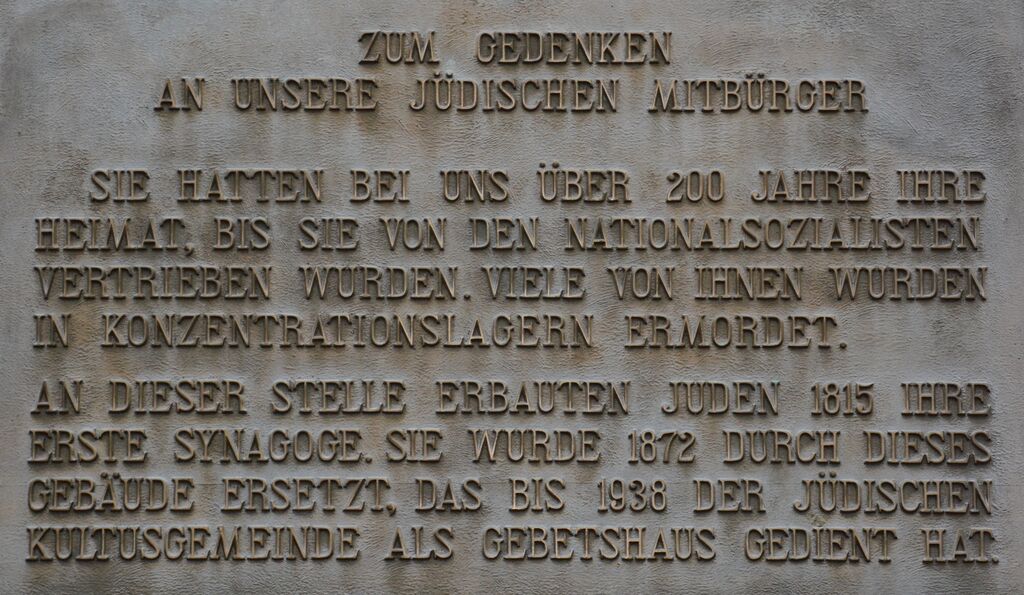 ZUM GEDENKEN
AN UNSERE JÜDISCHEN MITBÜRGER
SIE HATTEN BEI UNS ÜBER 200 JAHRE IHRE
HEIMAT, BIS SIE VON DEN NATIONALSOZIALISTEN
VERTRIEBEN WURDEN. VIELE VON IHNEN WURDEN
IN KONZENTRATIONSLAGERN ERMORDET.
AN DIESER STELLE ERBAUTEN JUDEN 1815 IHRE
ERSTE SYNAGOGE. SIE WURDE 1872 DURCH DIESES
GEBÄUDE ERSETZT, DAS BIS 1938 DER JÜDISCHEN
KULTUSGEMEINDE ALS GEBETSHAUS GEDIENT HAT.